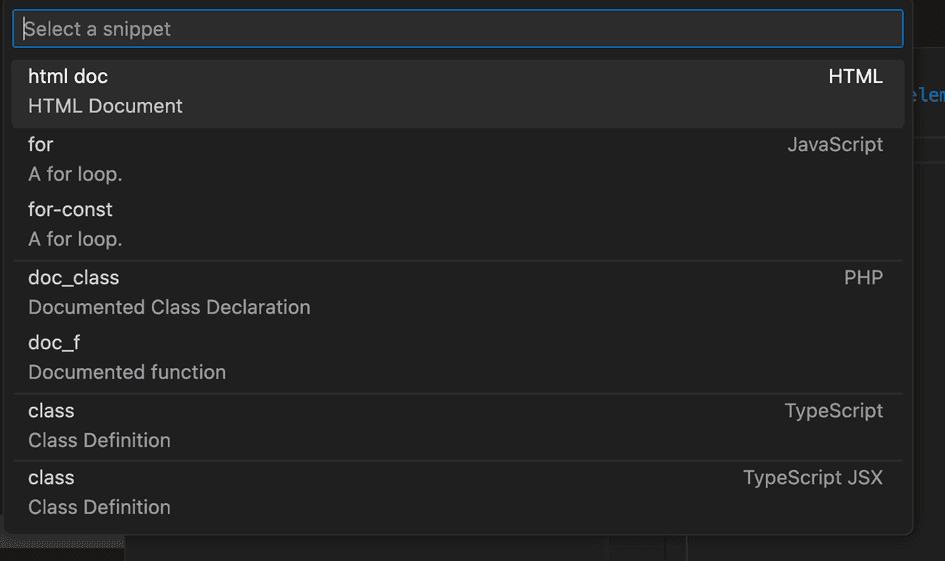 Select a snippet
html doc HTML
HTML Document
for JavaScript
A for loop.
for-const
A for loop.
doc_class PHP
Documented Class Declaration
doc_f
Documented function
class TypeScript
Class Definition
class TypeScript JSX
Class Definition